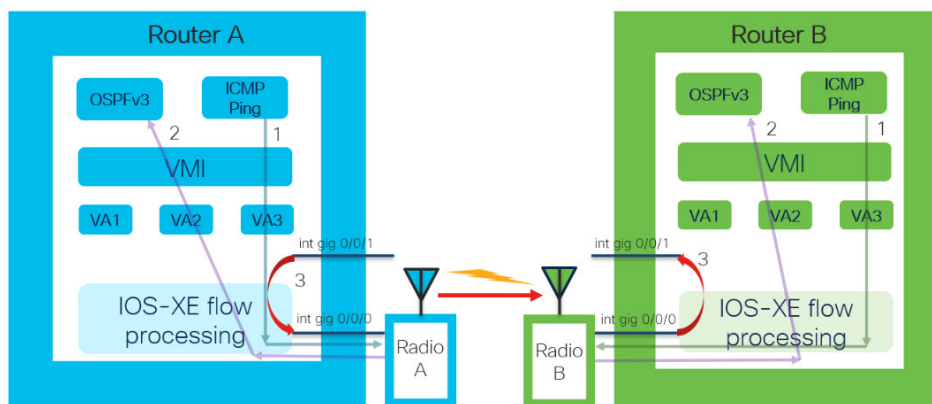 Router A
OSPFv3
ICMP
Ping
2
1
VMI
VA1
VA2
VA3
int gig 0/0/1
3
IOS-XE flow
processing
int gig 0/0/0
Radio
A
Router B
OSPFv3
ICMP
Ping
2
1
VMI
VA1
VA2
VA3
int gig 0/0/1
3
int gig 0/0/0
IOS-XE flow
processing
Radio
B